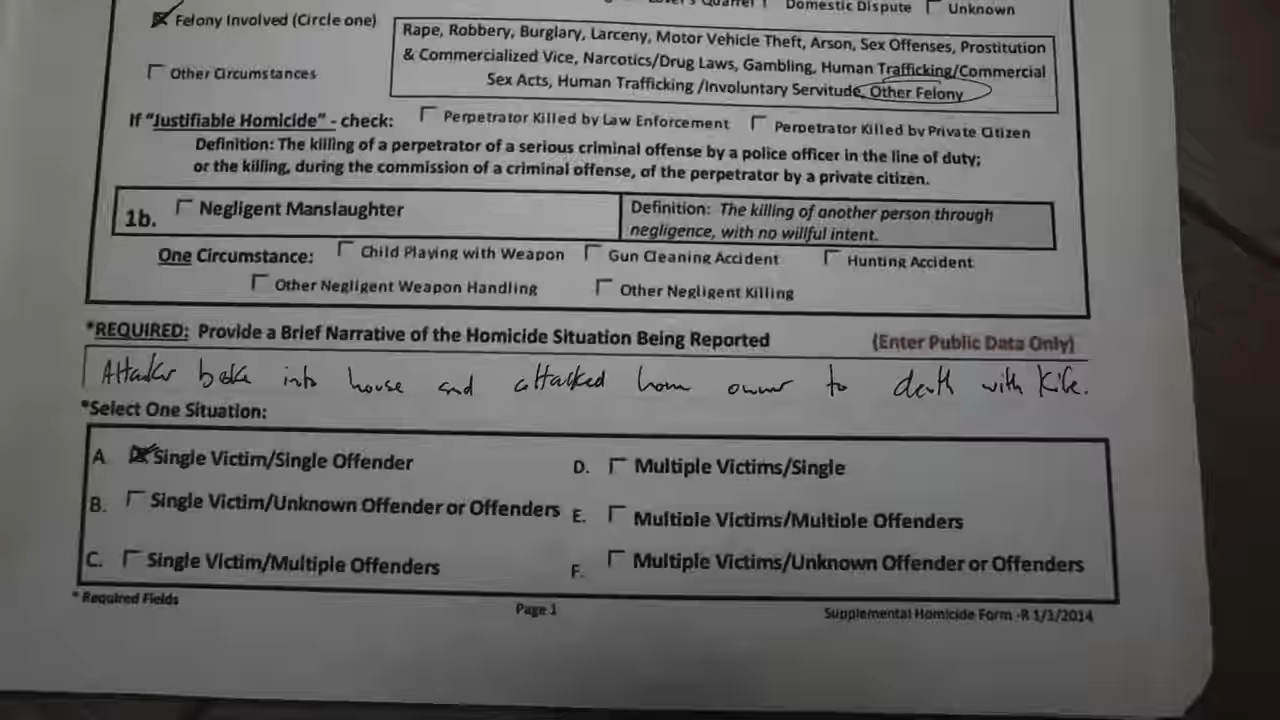 Lover's Quarrel Domestic Dispute Unknown
Felony Involved (Circle one)
Rape, Robbery, Burglary, Larceny, Motor Vehicle Theft, Arson, Sex Offenses, Prostitution
& Commercialized Vice, Narcotics/Drug Laws, Gambling, Human Trafficking/Commercial
Sex Acts, Human Trafficking /Involuntary Servitude, Other Felony
Other Circumstances
If "Justifiable Homicide" - check: Perpetrator Killed by Law Enforcement Perpetrator Killed by Private Citizen
Definition: The killing of a perpetrator of a serious criminal offense by a police officer in the line of duty;
or the killing, during the commission of a criminal offense, of the perpetrator by a private citizen.
1b. Negligent Manslaughter
Definition: The killing of another person through
negligence, with no willful intent.
One Circumstance: Child Playing with Weapon Gun Cleaning Accident Hunting Accident
Other Negligent Weapon Handling Other Negligent Killing
*REQUIRED: Provide a Brief Narrative of the Homicide Situation Being Reported (Enter Public Data Only)
Attacker broke into house and attacked home owner to death with
*Select One Situation:
A. Single Victim/Single Offender
B. Single Victim/Unknown Offender or Offenders
C. Single Victim/Multiple Offenders
D. Multiple Victims/Single
E. Multiple Victims/Multiple Offenders
F. Multiple Victims/Unknown Offender or Offenders
* Required Fields
Page 1
Supplemental Homicide Form -R 1/1/2014